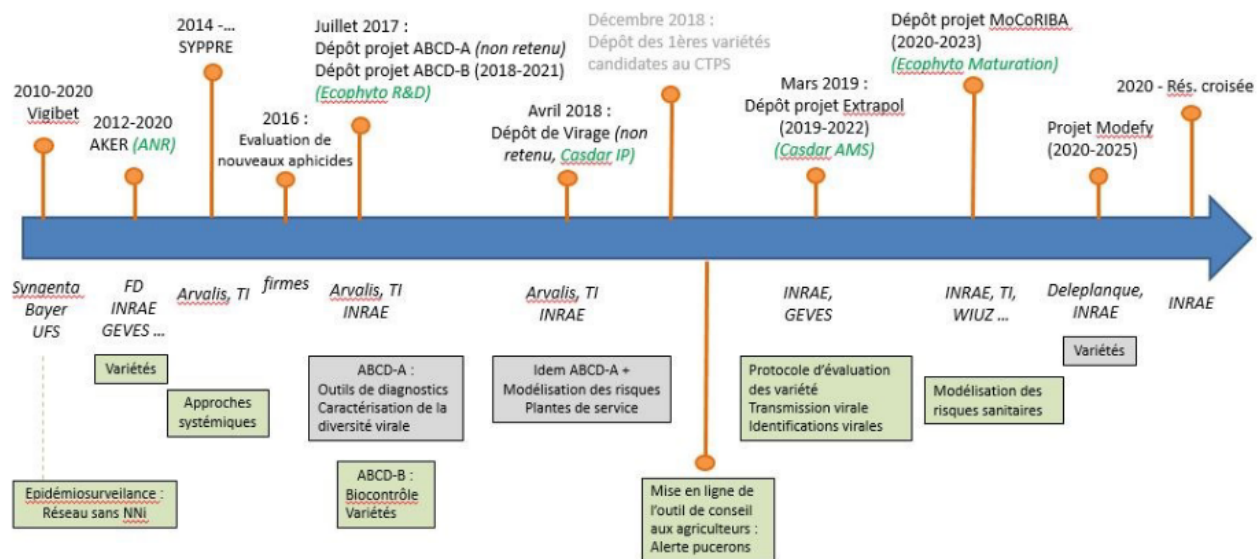 2010-2020
Vigibet
2012-2020
AKER (ANR)
2014 -...
SYPPRE
2016 :
Evaluation de
nouveaux aphicides
Juillet 2017 :
Dépôt projet ABCD-A (non retenu)
Dépôt projet ABCD-B (2018-2021)
(Ecophyto R&D)
Avril 2018 :
Dépôt de Virage (non
retenu, Casdar IP)
Décembre 2018 :
Dépôt des 1ères variétés
candidates au CTPS
Mars 2019 :
Dépôt projet Extrapol
(2019-2022)
(Casdar AMS)
Dépôt projet MoCoRIBA
(2020-2023)
(Ecophyto Maturation)
Projet Modefy
(2020-2025)
2020 - Rés. croisée
Syngenta
Bayer
UFS
FD
INRAE
GEVES ...
Arvalis, TI
firmes
Arvalis, TI
INRAE
Arvalis, TI
INRAE
INRAE,
GEVES
INRAE, TI,
WIUZ ...
Deleplanque,
INRAE
INRAE
Variétés
Approches
systémiques
ABCD-A :
Outils de diagnostics
Caractérisation de la
diversité virale
Idem ABCD-A +
Modélisation des risques
Plantes de service
Protocole d'évaluation
des variété
Transmission virale
Identifications virales
Modélisation des
risques sanitaires
Variétés
Epidémiosurveilance :
Réseau sans NNi
ABCD-B :
Biocontrôle
Variétés
Mise en ligne de
l'outil de conseil
aux agriculteurs :
Alerte pucerons